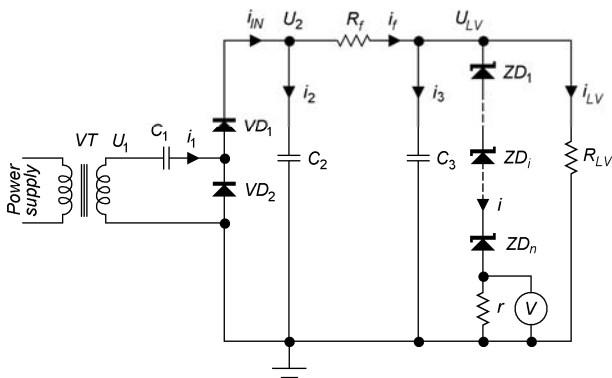 i_IN
U_2
R_f
i_f
U_LV
ZD_1
i_2
i_3
i_LV
VD_1
VT
U_1
C_1
i_1
Power
supply
C_2
C_3
ZD_i
R_LV
VD_2
i
ZD_n
r
V